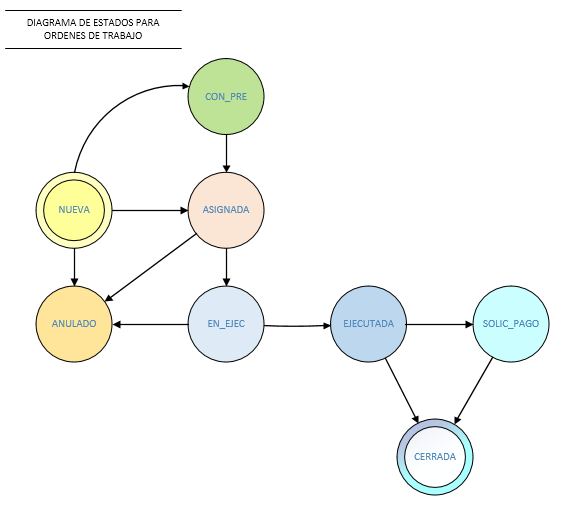 DIAGRAMA DE ESTADOS PARA
ORDENES DE TRABAJO
CON_PRE
NUEVA
ASIGNADA
ANULADO
EN_EJEC
EJECUTADA
SOLIC_PAGO
CERRADA